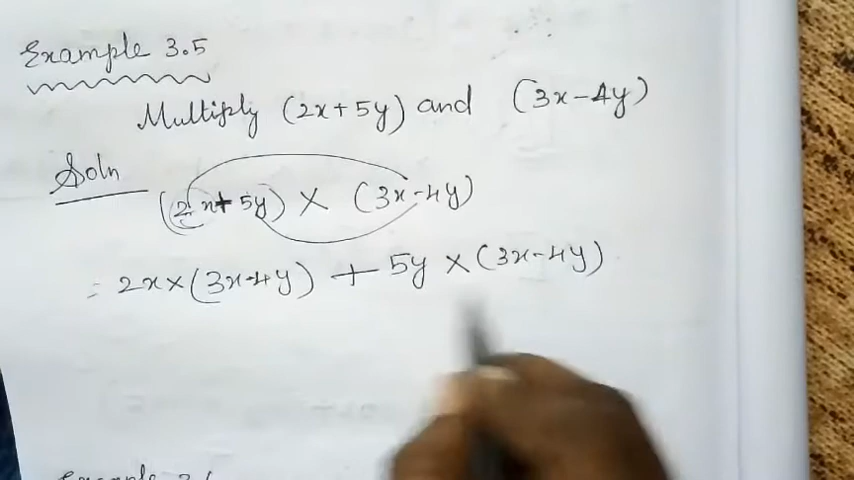 Example 3.5
Multiply (2x+5y) and (3x-4y)
Soln
(2x+5y) × (3x-4y)
= 2x×(3x-4y) + 5y×(3x-4y)